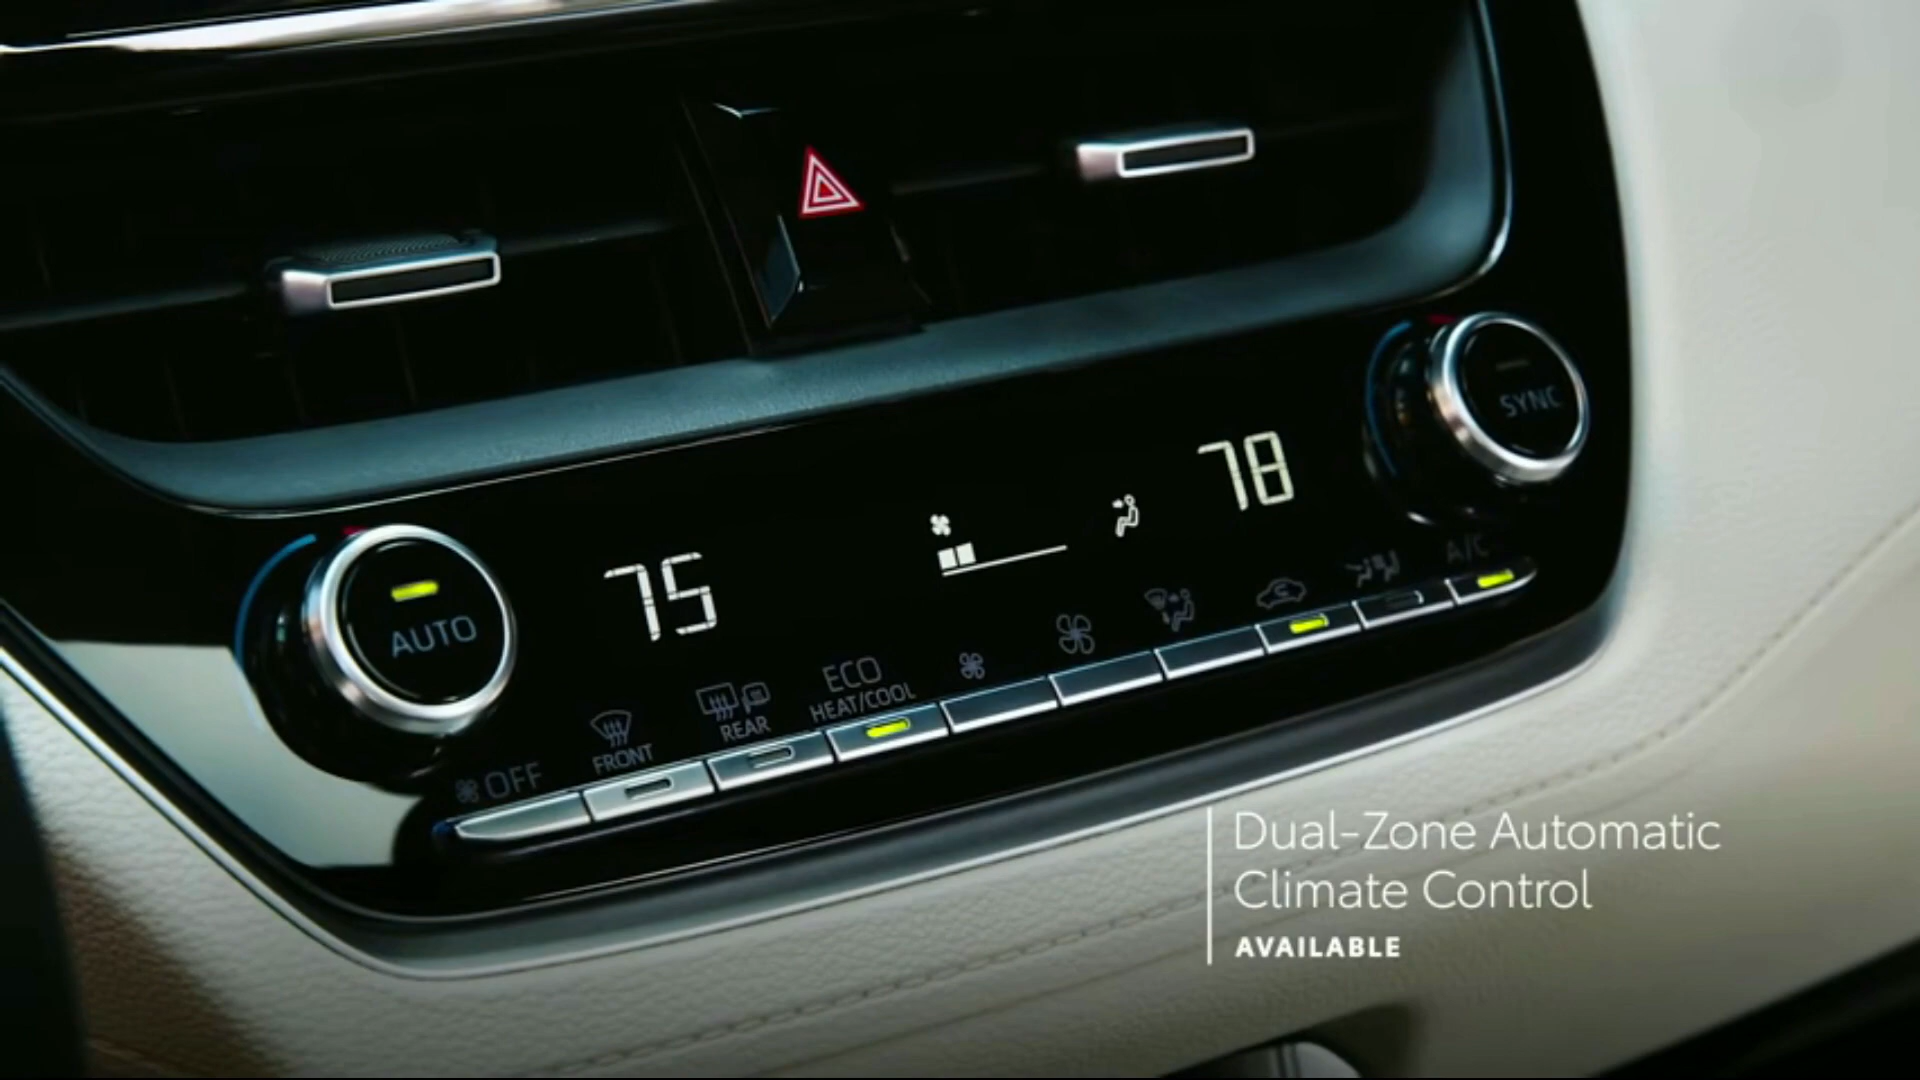 SYNC
78
75
AUTO
A/C
ECO
HEAT/COOL
REAR
FRONT
OFF
Dual-Zone Automatic
Climate Control
AVAILABLE